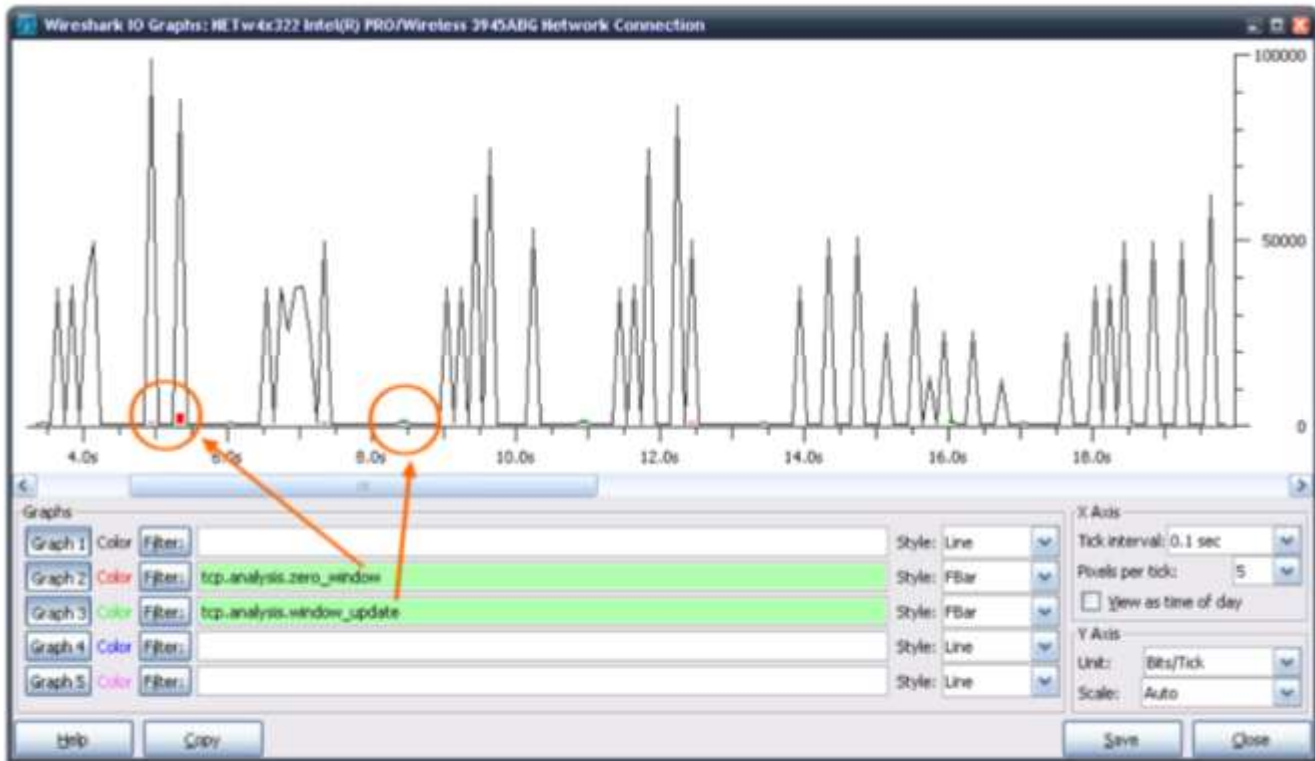 Wireshark IO Graphs: NETw4x322 Intel(R) PRO/Wireless 3945ABG Network Connection
100000
50000
0
4.0s 6.0s 8.0s 10.0s 12.0s 14.0s 16.0s 18.0s
Graphs
Graph 1 Color Filter: Style: Line
Graph 2 Color Filter: tcp.analysis.zero_window Style: FBar
Graph 3 Color Filter: tcp.analysis.window_update Style: FBar
Graph 4 Color Filter: Style: Line
Graph 5 Color Filter: Style: Line
X Axis
Tick interval: 0.1 sec
Pixels per tick: 5
View as time of day
Y Axis
Unit: Bits/Tick
Scale: Auto
Help Copy Save Close